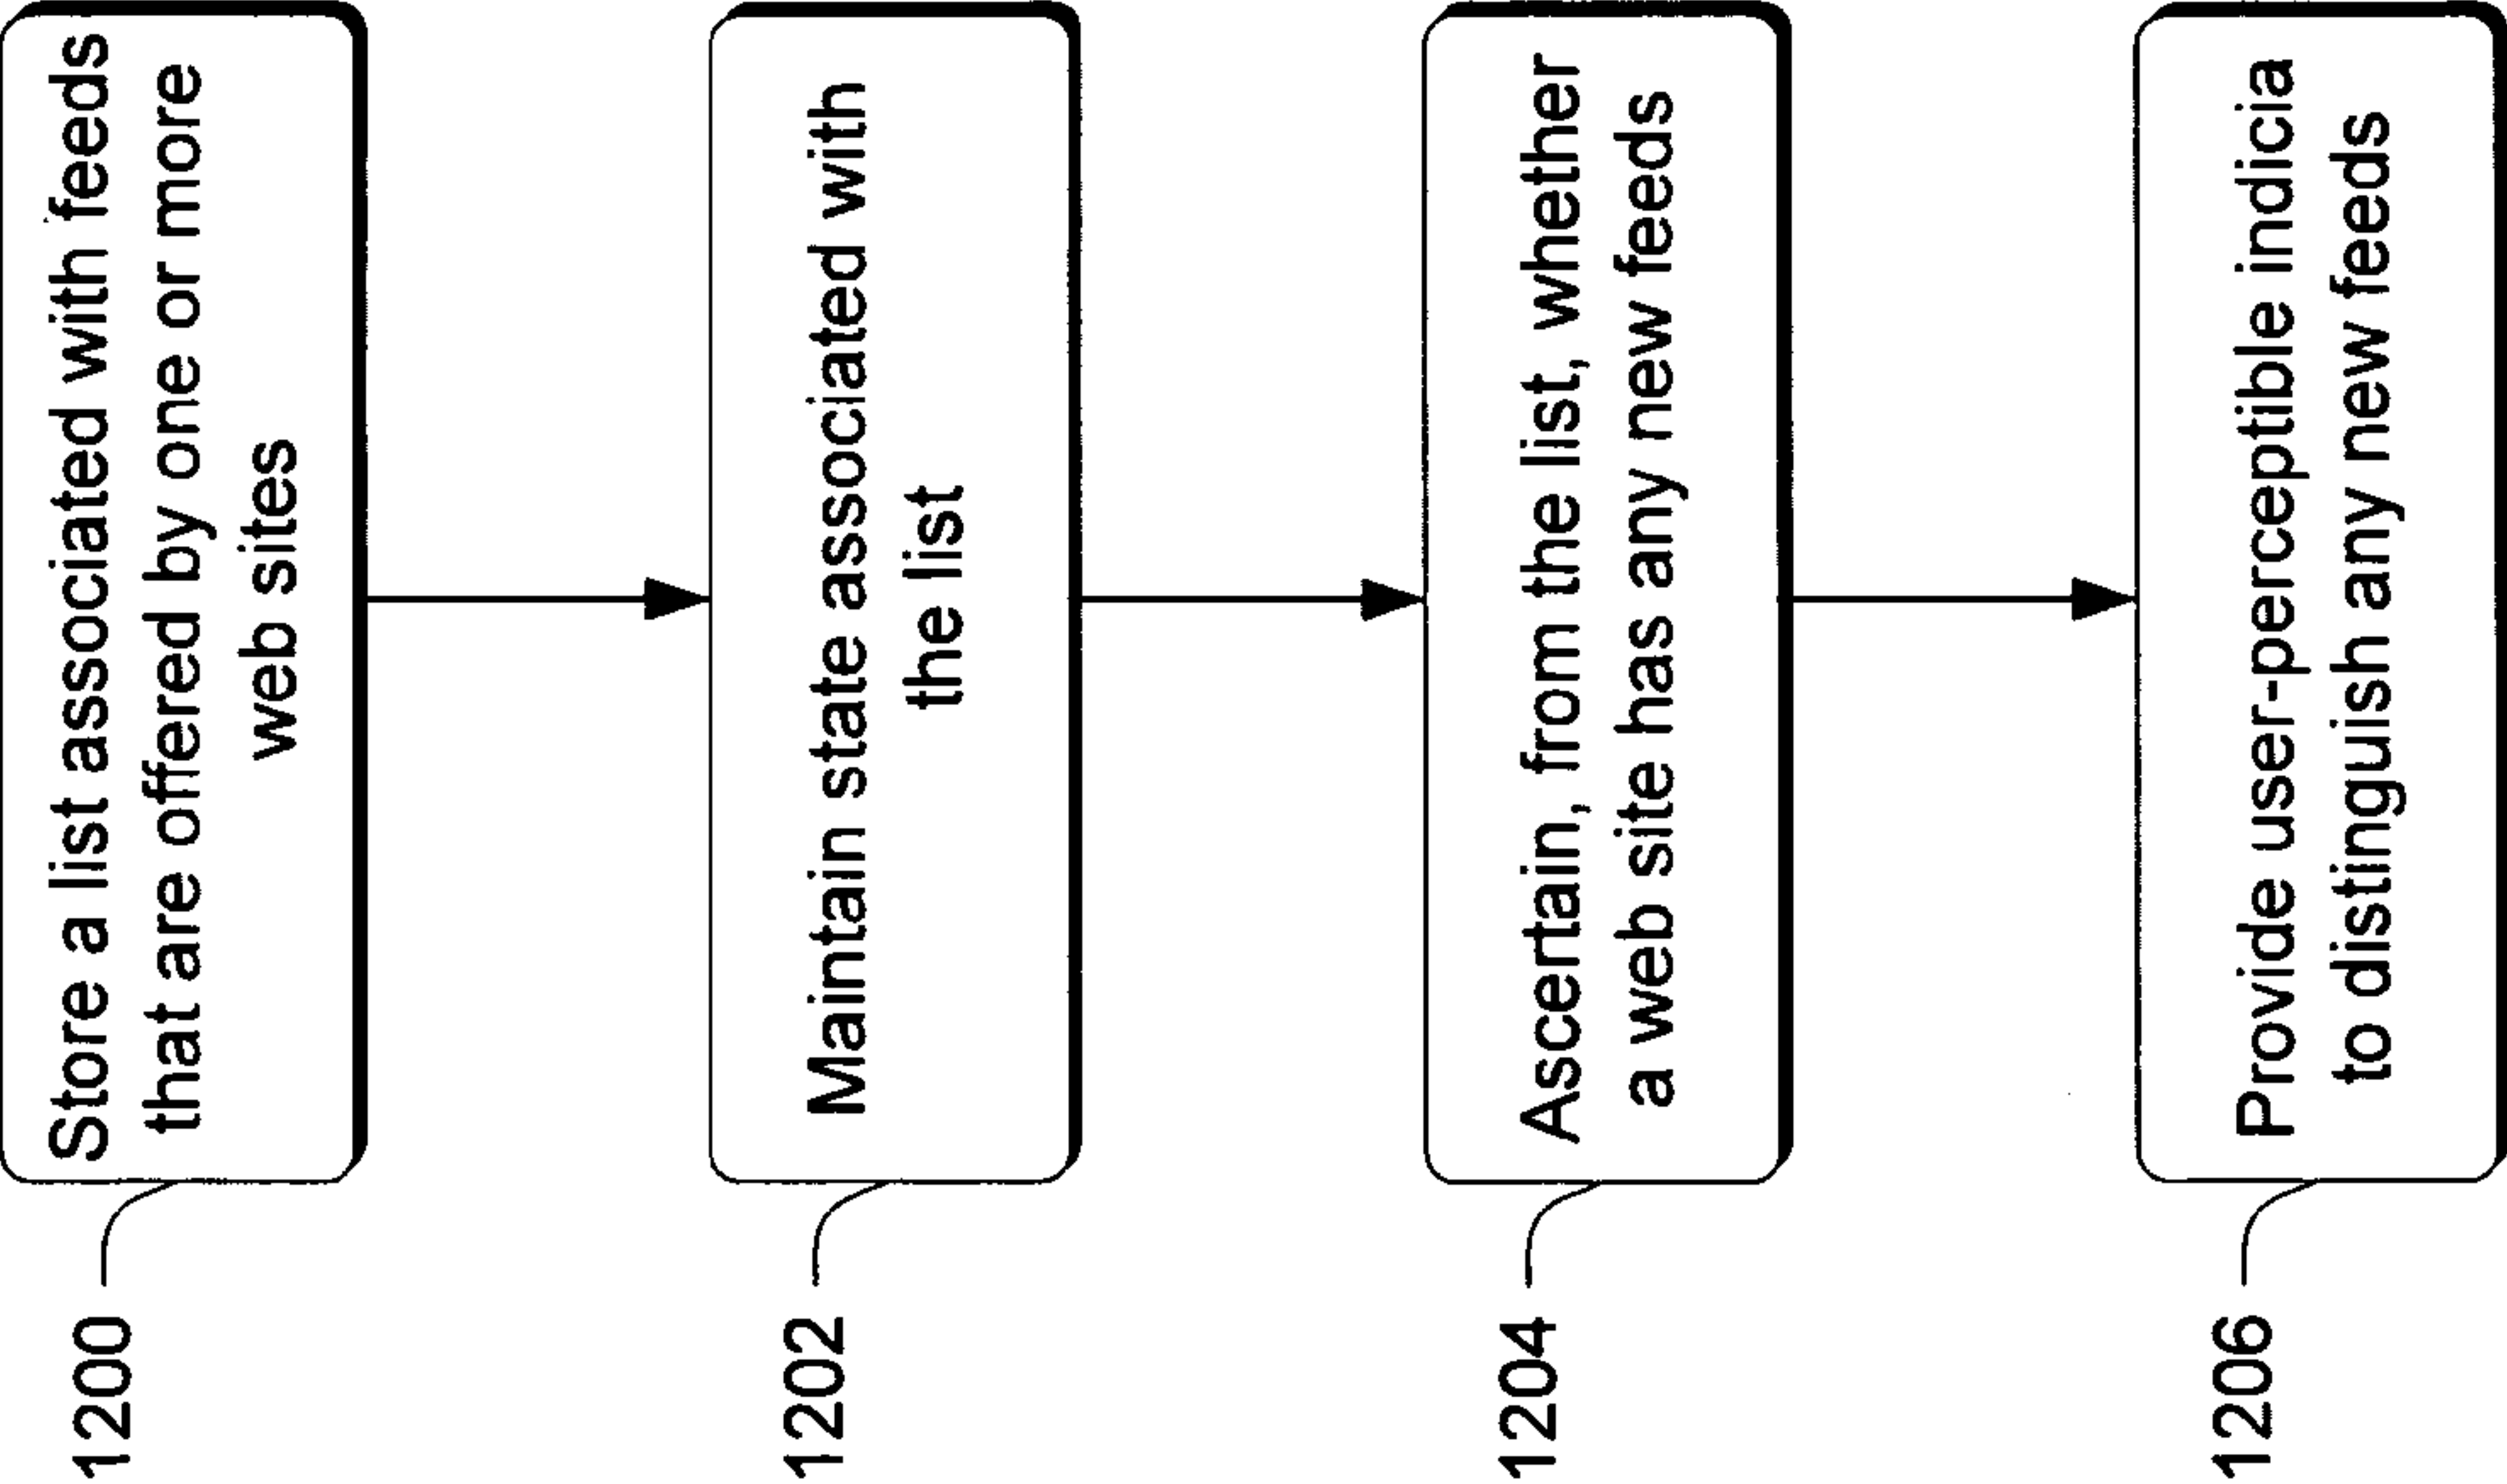 1200
Store a list associated with feeds
that are offered by one or more
web sites
1202
Maintain state associated with
the list
1204
Ascertain, from the list, whether
a web site has any new feeds
1206
Provide user-perceptible indicia
to distinguish any new feeds